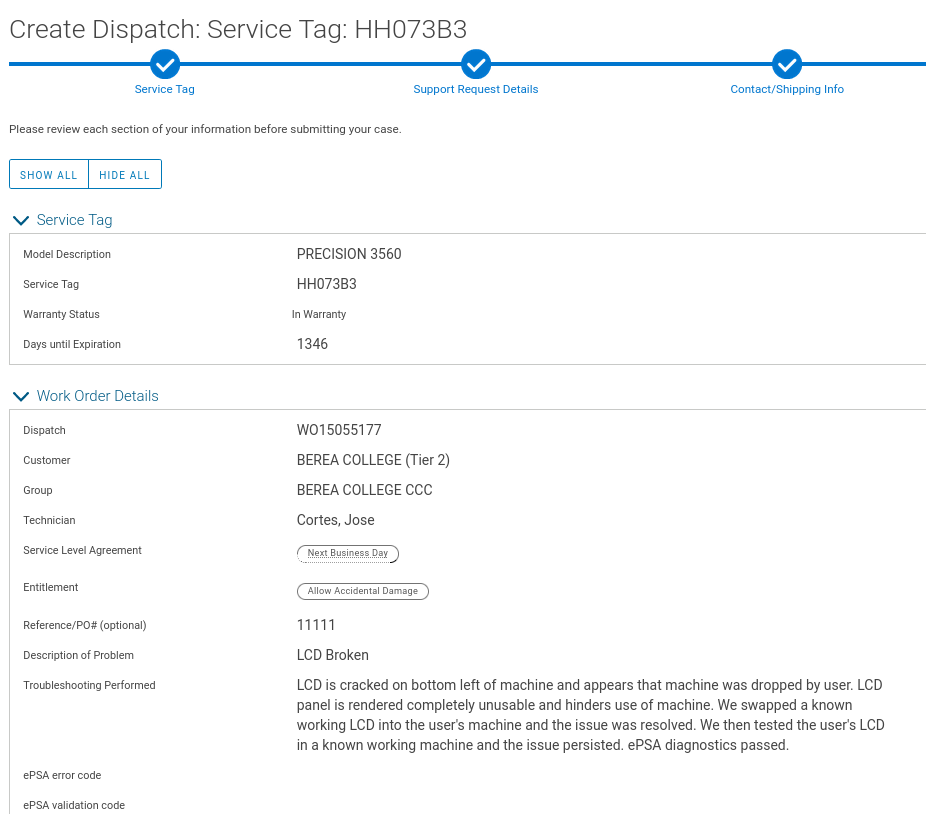 Create Dispatch: Service Tag: HH073B3
Service Tag
Support Request Details
Contact/Shipping Info
Please review each section of your information before submitting your case.
SHOW ALL
HIDE ALL
Service Tag
Model Description PRECISION 3560
Service Tag HH073B3
Warranty Status In Warranty
Days until Expiration 1346
Work Order Details
Dispatch WO15055177
Customer BEREA COLLEGE (Tier 2)
Group BEREA COLLEGE CCC
Technician Cortes, Jose
Service Level Agreement Next Business Day
Entitlement Allow Accidental Damage
Reference/PO# (optional) 11111
Description of Problem LCD Broken
Troubleshooting Performed LCD is cracked on bottom left of machine and appears that machine was dropped by user. LCD
panel is rendered completely unusable and hinders use of machine. We swapped a known
working LCD into the user's machine and the issue was resolved. We then tested the user's LCD
in a known working machine and the issue persisted. ePSA diagnostics passed.
ePSA error code
ePSA validation code